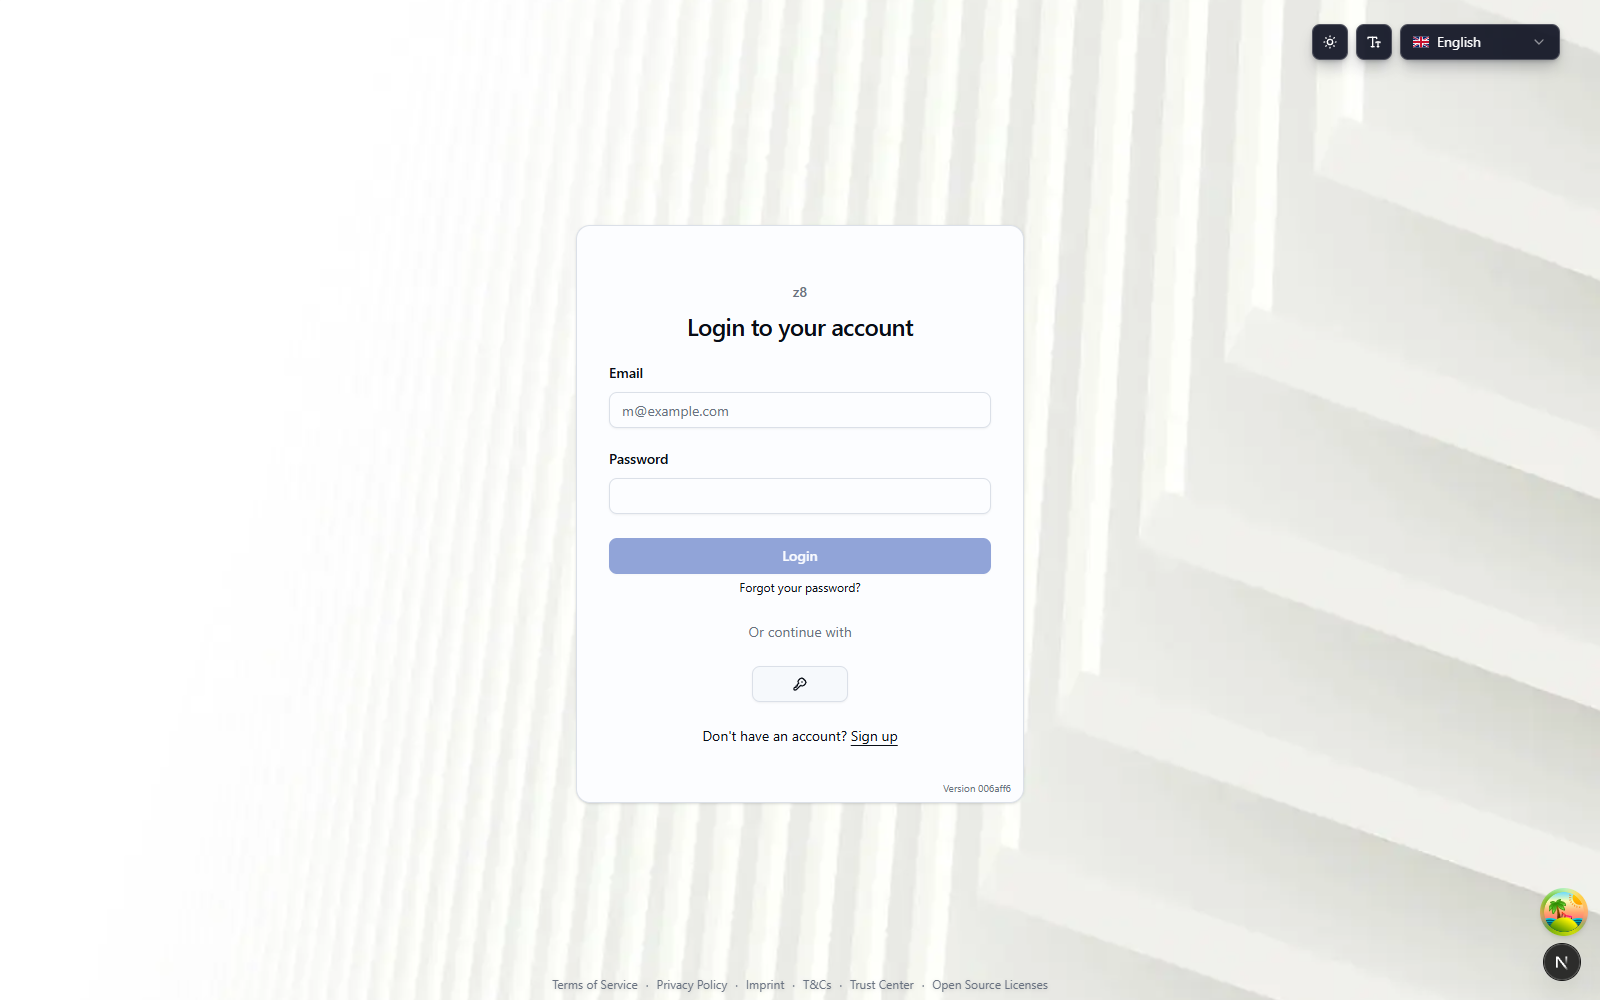 English
z8
Login to your account
Email
m@example.com
Password
Login
Forgot your password?
Or continue with
Don't have an account? Sign up
Version 006aff6
N
Terms of Service · Privacy Policy · Imprint · T&Cs · Trust Center · Open Source Licenses